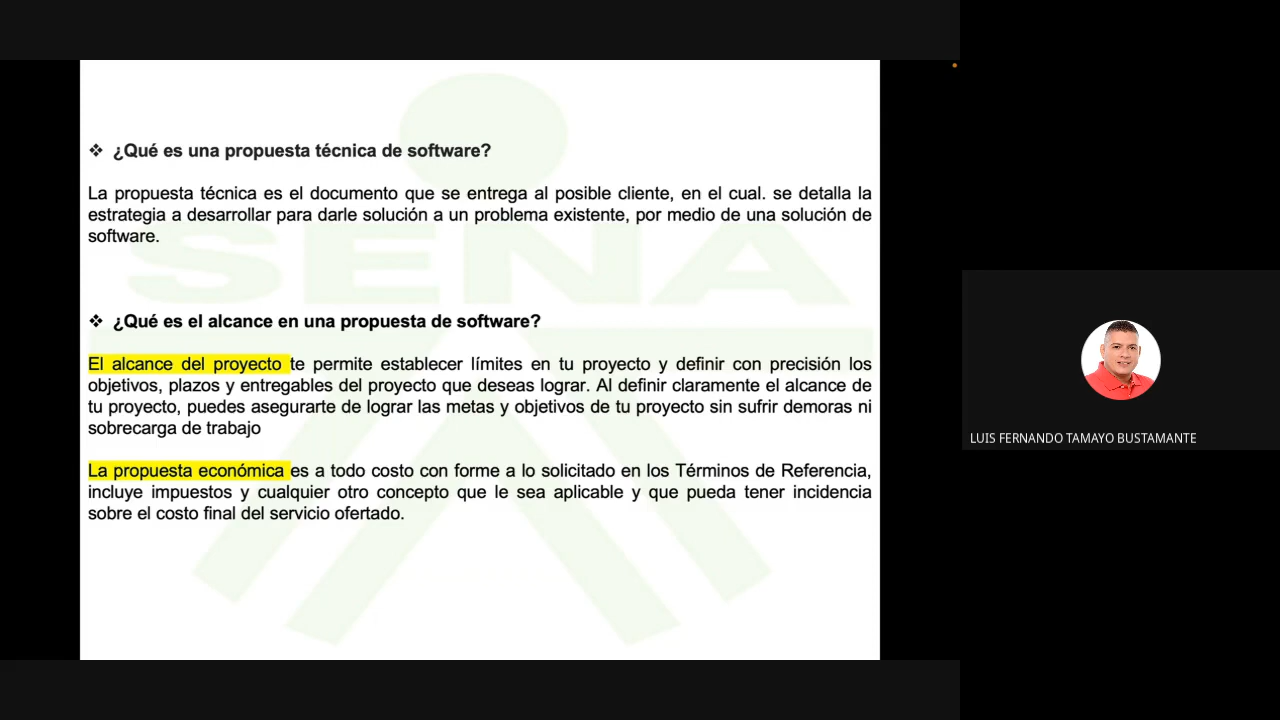 ❖ ¿Qué es una propuesta técnica de software?
La propuesta técnica es el documento que se entrega al posible cliente, en el cual. se detalla la
estrategia a desarrollar para darle solución a un problema existente, por medio de una solución de
software.
❖ ¿Qué es el alcance en una propuesta de software?
El alcance del proyecto te permite establecer límites en tu proyecto y definir con precisión los
objetivos, plazos y entregables del proyecto que deseas lograr. Al definir claramente el alcance de
tu proyecto, puedes asegurarte de lograr las metas y objetivos de tu proyecto sin sufrir demoras ni
sobrecarga de trabajo
La propuesta económica es a todo costo con forme a lo solicitado en los Términos de Referencia,
incluye impuestos y cualquier otro concepto que le sea aplicable y que pueda tener incidencia
sobre el costo final del servicio ofertado.
SENA
LUIS FERNANDO TAMAYO BUSTAMANTE